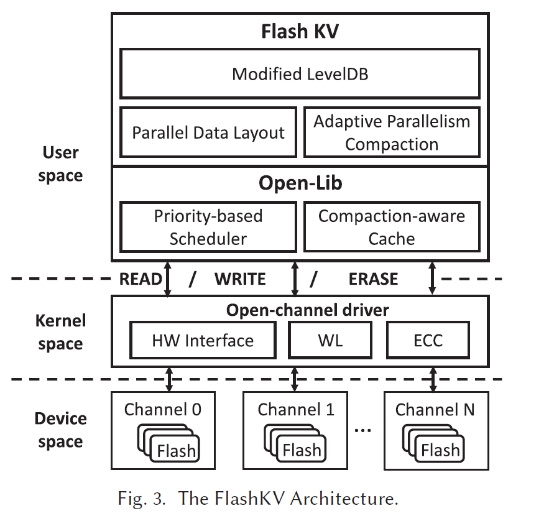 Flash KV
Modified LevelDB
Parallel Data Layout
Adaptive Parallelism
Compaction
User
space
Open-Lib
Priority-based
Scheduler
Compaction-aware
Cache
READ / WRITE / ERASE
Kernel
space
Open-channel driver
HW Interface
WL
ECC
Device
space
Channel 0
Flash
Channel 1
Flash
...
Channel N
Flash
Fig. 3. The FlashKV Architecture.